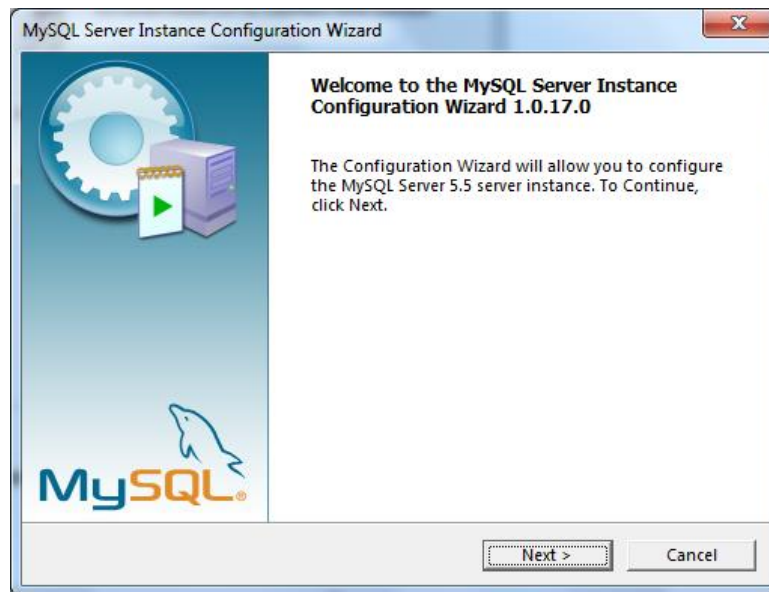 MySQL Server Instance Configuration Wizard
X
Welcome to the MySQL Server Instance
Configuration Wizard 1.0.17.0
The Configuration Wizard will allow you to configure
the MySQL Server 5.5 server instance. To Continue,
click Next.
MySQL®
Next >
Cancel